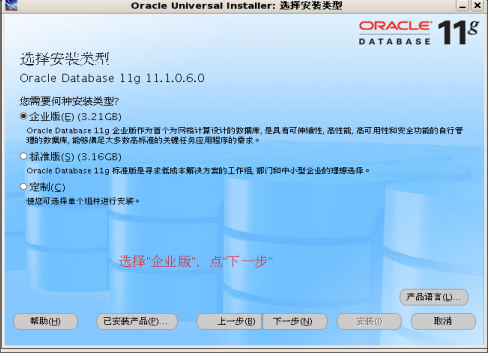 Oracle Universal Installer: 选择安装类型
ORACLE
DATABASE 11g
选择安装类型
Oracle Database 11g 11.1.0.6.0
您需要何种安装类型?
企业版(E) (3.21GB)
Oracle Database 11g 企业版作为首个为网格计算设计的数据库, 是具有可伸缩性, 高性能, 高可用性和安全功能的自行管
理的数据库, 能够满足大多数高标准的关键任务应用程序的需求。
标准版(S) (3.16GB)
Oracle Database 11g 标准版是寻求低成本解决方案的工作组, 部门和中小型企业的理想选择。
定制(C)
使您可选择单个组件进行安装。
选择"企业版"，点"下一步"
产品语言(L)...
帮助(H) 已安装产品(P)... 上一步(B) 下一步(N) 安装(I) 取消